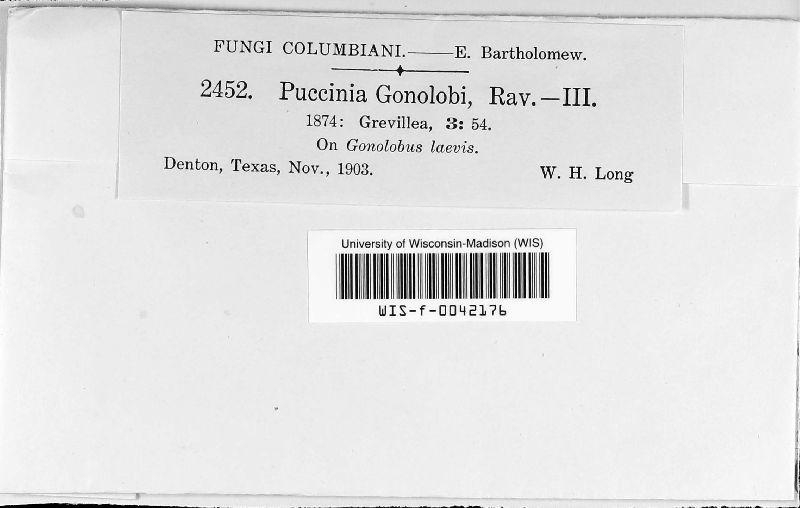 FUNGI COLUMBIANI.——E. Bartholomew.
2452. Puccinia Gonolobi, Rav.—III.
1874: Grevillea, 3: 54.
On Gonolobus laevis.
Denton, Texas, Nov., 1903. W. H. Long
University of Wisconsin-Madison (WIS)
WIS-f-0042176